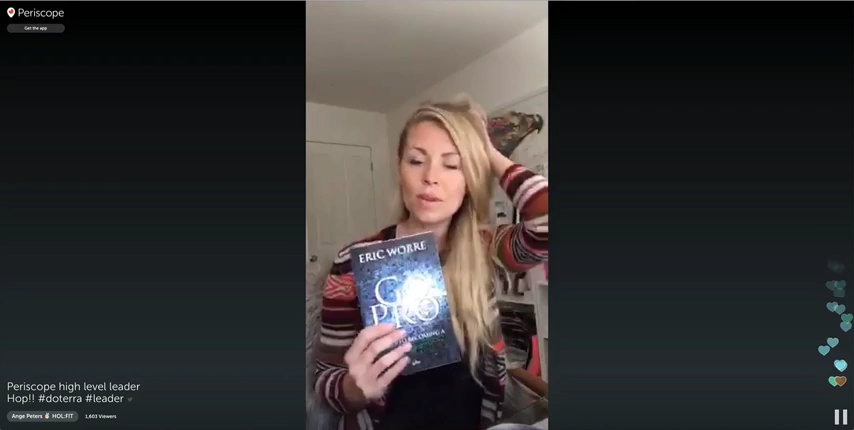 Periscope
Get the app
ERIC WORRE
GO
PRO
Periscope high level leader
Hop!! #doterra #leader
Ange Peters ✌🏻 HOL:FIT
1,603 Viewers